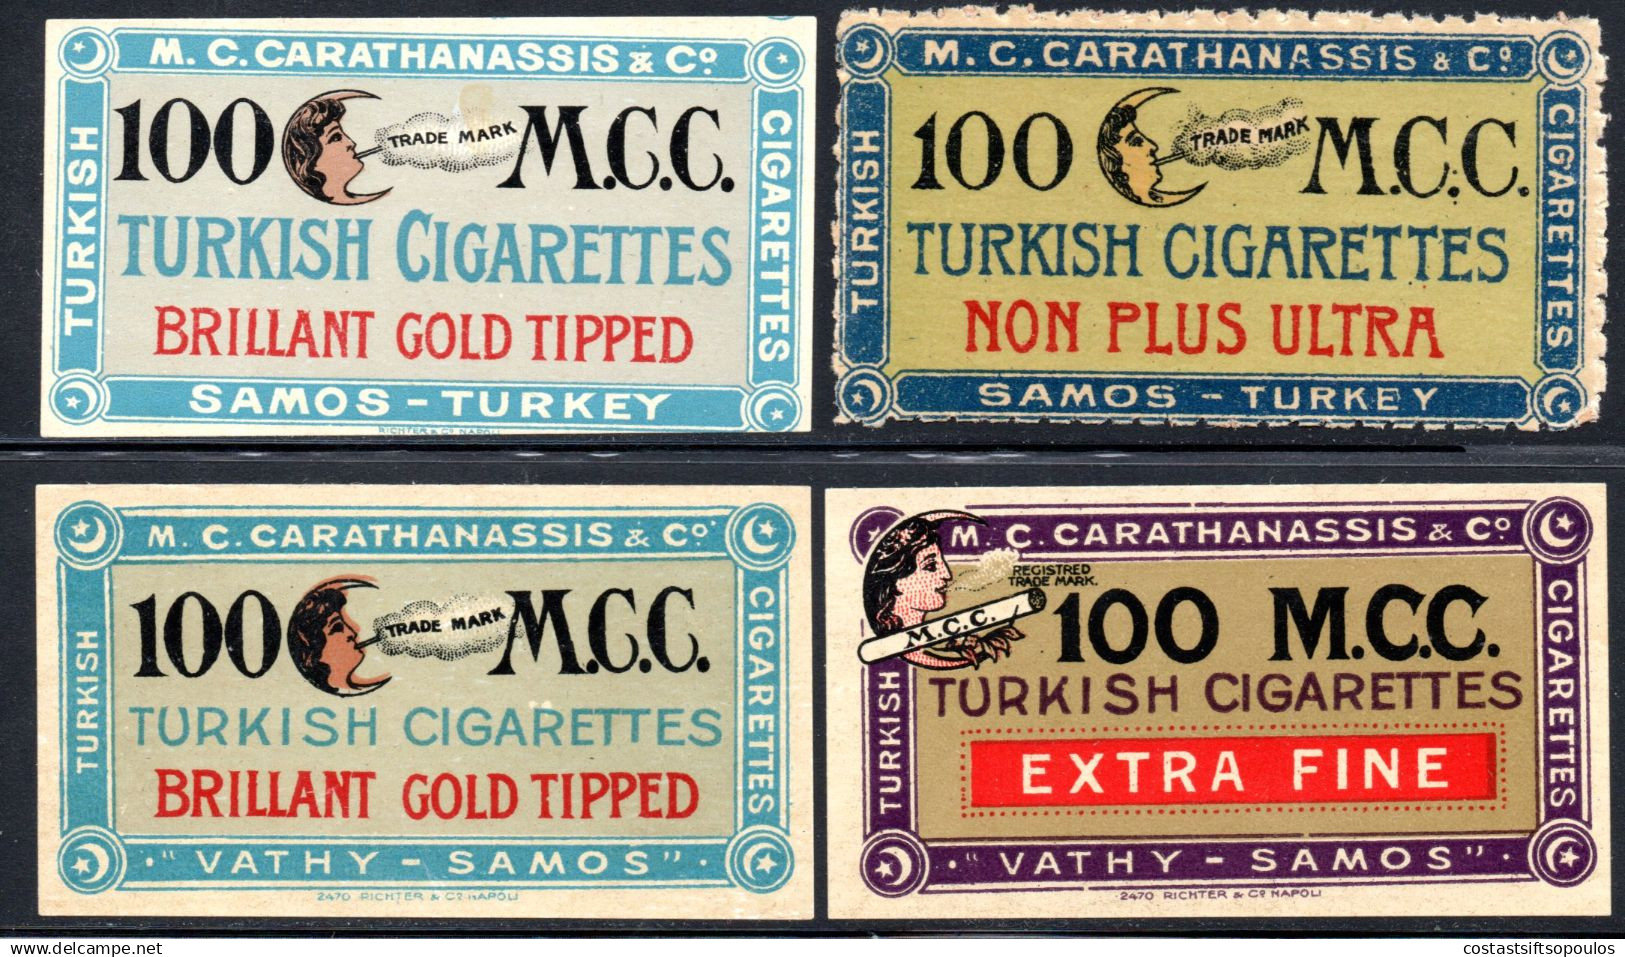 M. C. CARATHANASSIS & Cº
TURKISH
100 TRADE MARK M.C.C.
TURKISH CIGARETTES
BRILLANT GOLD TIPPED
CIGARETTES
SAMOS - TURKEY
RICHTER & Cº NAPOLI
M. C. CARATHANASSIS & Cº
TURKISH
100 TRADE MARK M.C.C.
TURKISH CIGARETTES
NON PLUS ULTRA
CIGARETTES
SAMOS - TURKEY
M. C. CARATHANASSIS & Cº
TURKISH
100 TRADE MARK M.C.C.
TURKISH CIGARETTES
BRILLANT GOLD TIPPED
CIGARETTES
· "VATHY - SAMOS" ·
2470 RICHTER & Cº NAPOLI
M. C. CARATHANASSIS & Cº
REGISTRED
TRADE MARK.
M.C.C.
100 M.C.C.
TURKISH
TURKISH CIGARETTES
EXTRA FINE
CIGARETTES
· "VATHY - SAMOS" ·
2470 RICHTER & Cº NAPOLI
www.delcampe.net
costastsiftsopoulos